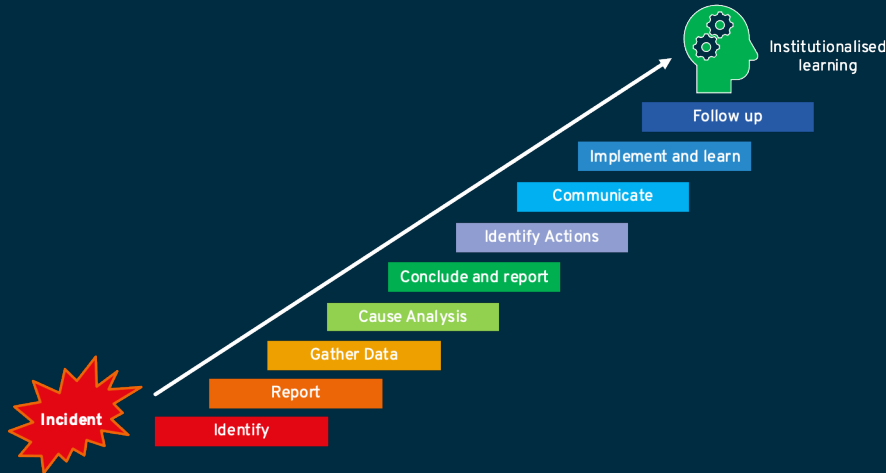 Institutionalised
learning
Follow up
Implement and learn
Communicate
Identify Actions
Conclude and report
Cause Analysis
Gather Data
Report
Incident
Identify